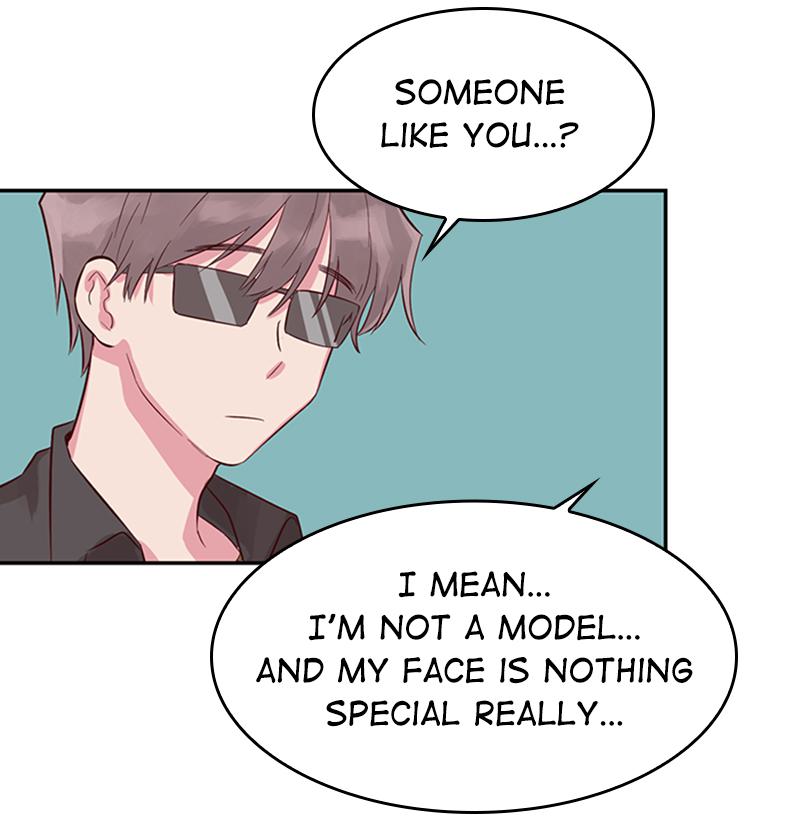 SOMEONE
LIKE YOU...?
I MEAN...
I'M NOT A MODEL...
AND MY FACE IS NOTHING
SPECIAL REALLY...